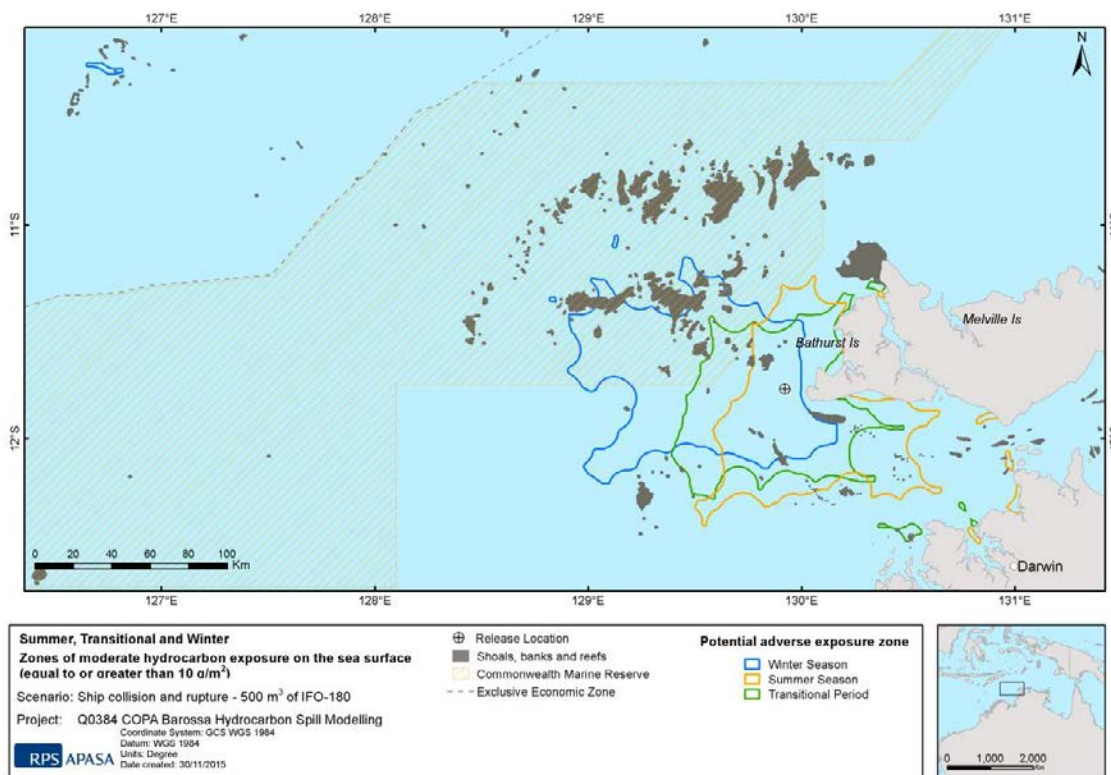 127°E 128°E 129°E 130°E 131°E
N
11°S
Melville Is
Bathurst Is
12°S
0 20 40 60 80 100
Km
Darwin
127°E 128°E 129°E 130°E 131°E
Summer, Transitional and Winter
Zones of moderate hydrocarbon exposure on the sea surface
(equal to or greater than 10 g/m²)
Scenario: Ship collision and rupture - 500 m³ of IFO-180
Project: Q0384 COPA Barossa Hydrocarbon Spill Modelling
Coordinate System: GCS WGS 1984
Datum: WGS 1984
Units: Degree
Date created: 30/11/2015
RPS APASA
Release Location
Shoals, banks and reefs
Commonwealth Marine Reserve
Exclusive Economic Zone
Potential adverse exposure zone
Winter Season
Summer Season
Transitional Period
0 1,000 2,000
Km